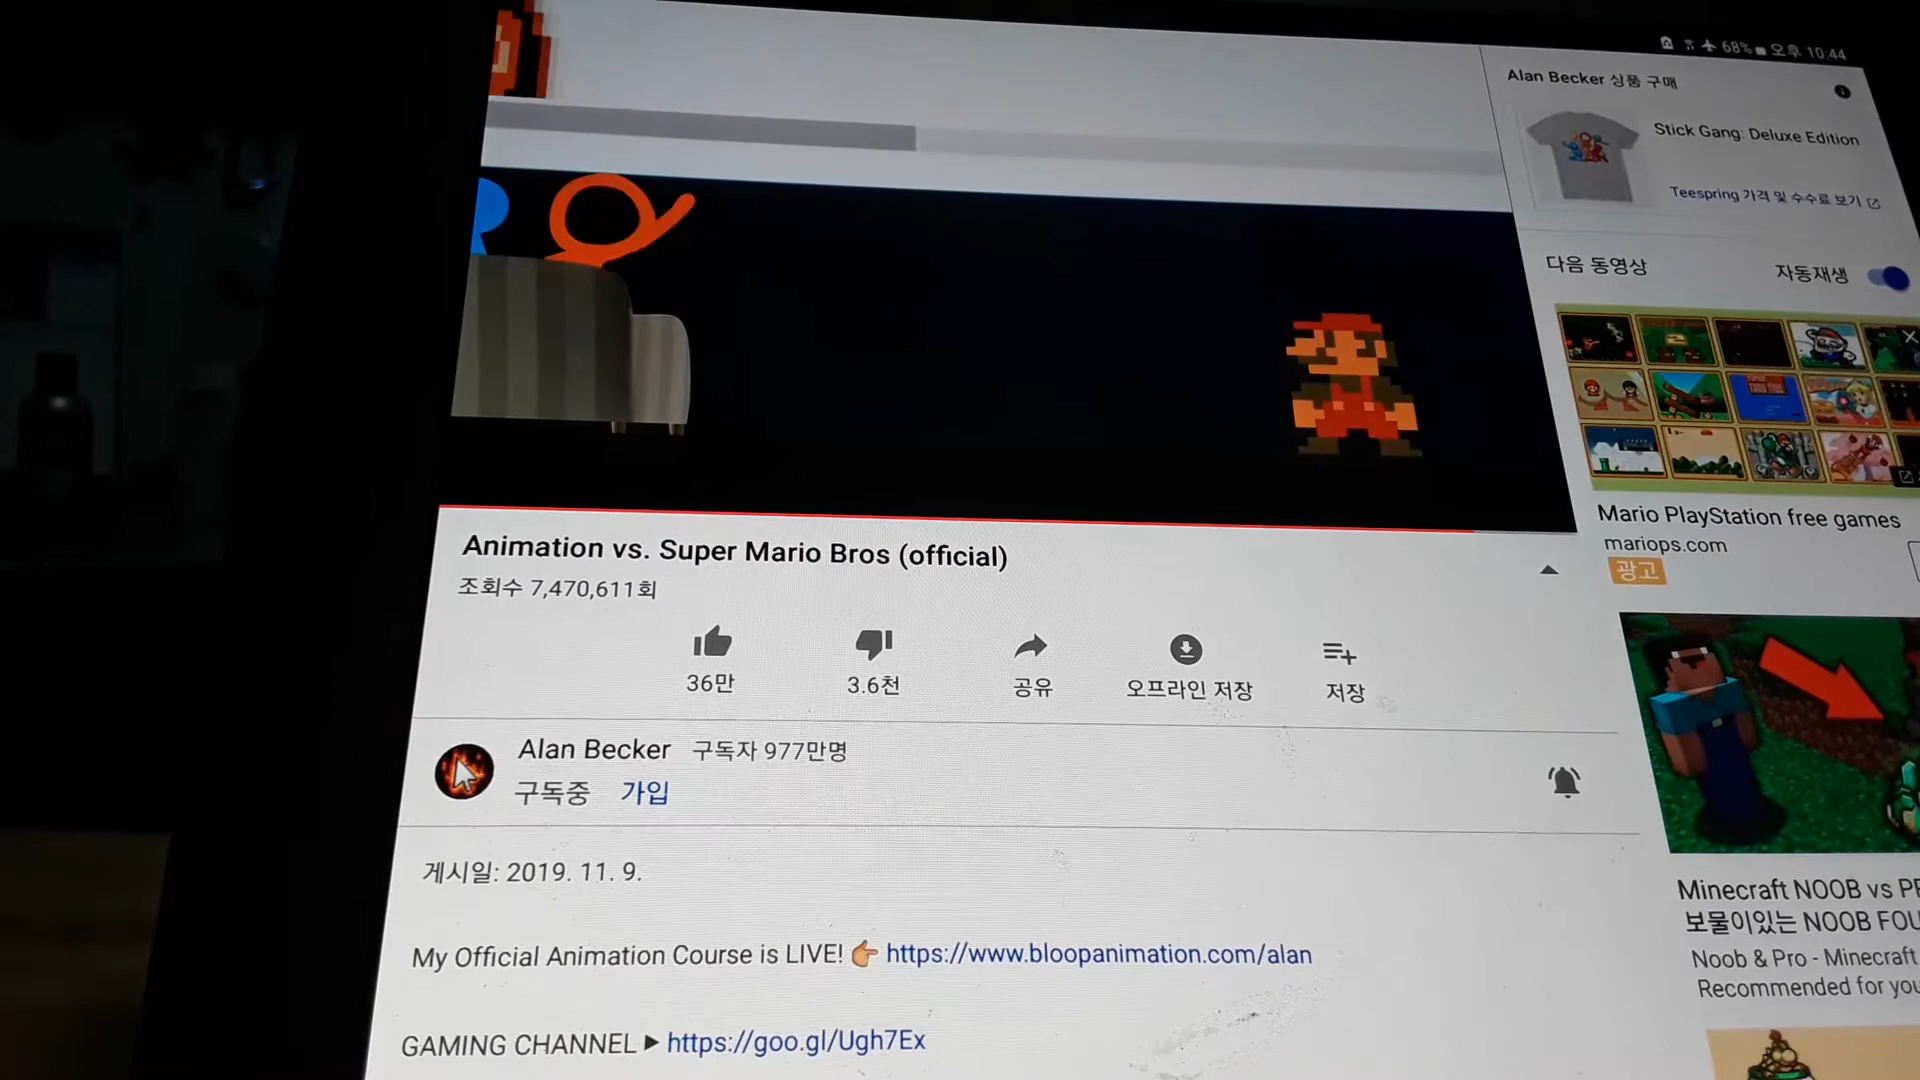 68% 오후 10:44
Alan Becker 상품 구매
Stick Gang: Deluxe Edition
Teespring 가격 및 수수료 보기
다음 동영상
자동재생
Mario PlayStation free games
mariops.com
광고
Animation vs. Super Mario Bros (official)
조회수 7,470,611회
36만
3.6천
공유
오프라인 저장
저장
Alan Becker 구독자 977만명
구독중 가입
게시일: 2019. 11. 9.
My Official Animation Course is LIVE! 👉 https://www.bloopanimation.com/alan
GAMING CHANNEL ▶ https://goo.gl/Ugh7Ex
Minecraft NOOB vs
보물이있는 NOOB FOU
Noob & Pro - Minecraft
Recommended for you